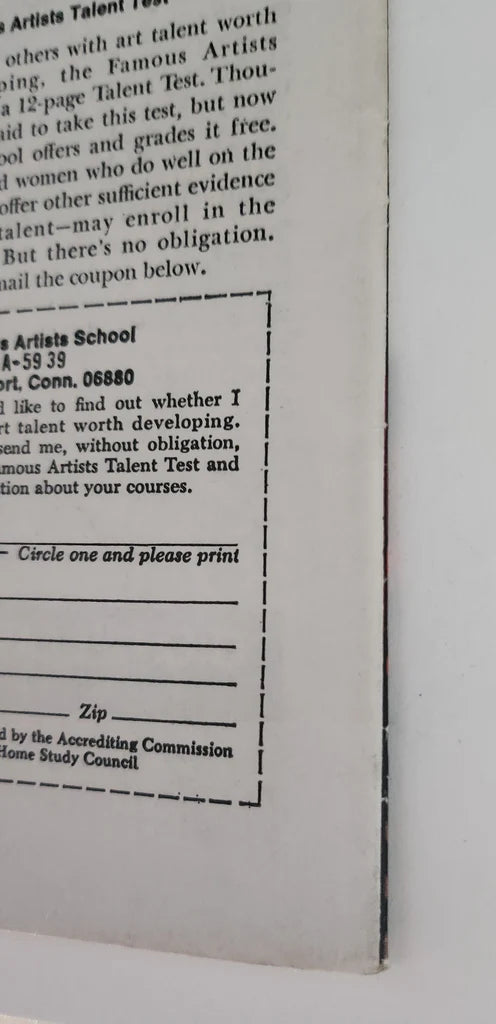 s Artists Talent Test
others with art talent worth
ping, the Famous Artists
a 12-page Talent Test. Thou-
aid to take this test, but now
ool offers and grades it free.
d women who do well on the
offer other sufficient evidence
talent—may enroll in the
But there's no obligation.
nail the coupon below.
s Artists School
A-59 39
ort, Conn. 06880
d like to find out whether I
rt talent worth developing.
send me, without obligation,
mous Artists Talent Test and
tion about your courses.
Circle one and please print
Zip
d by the Accrediting Commission
Home Study Council